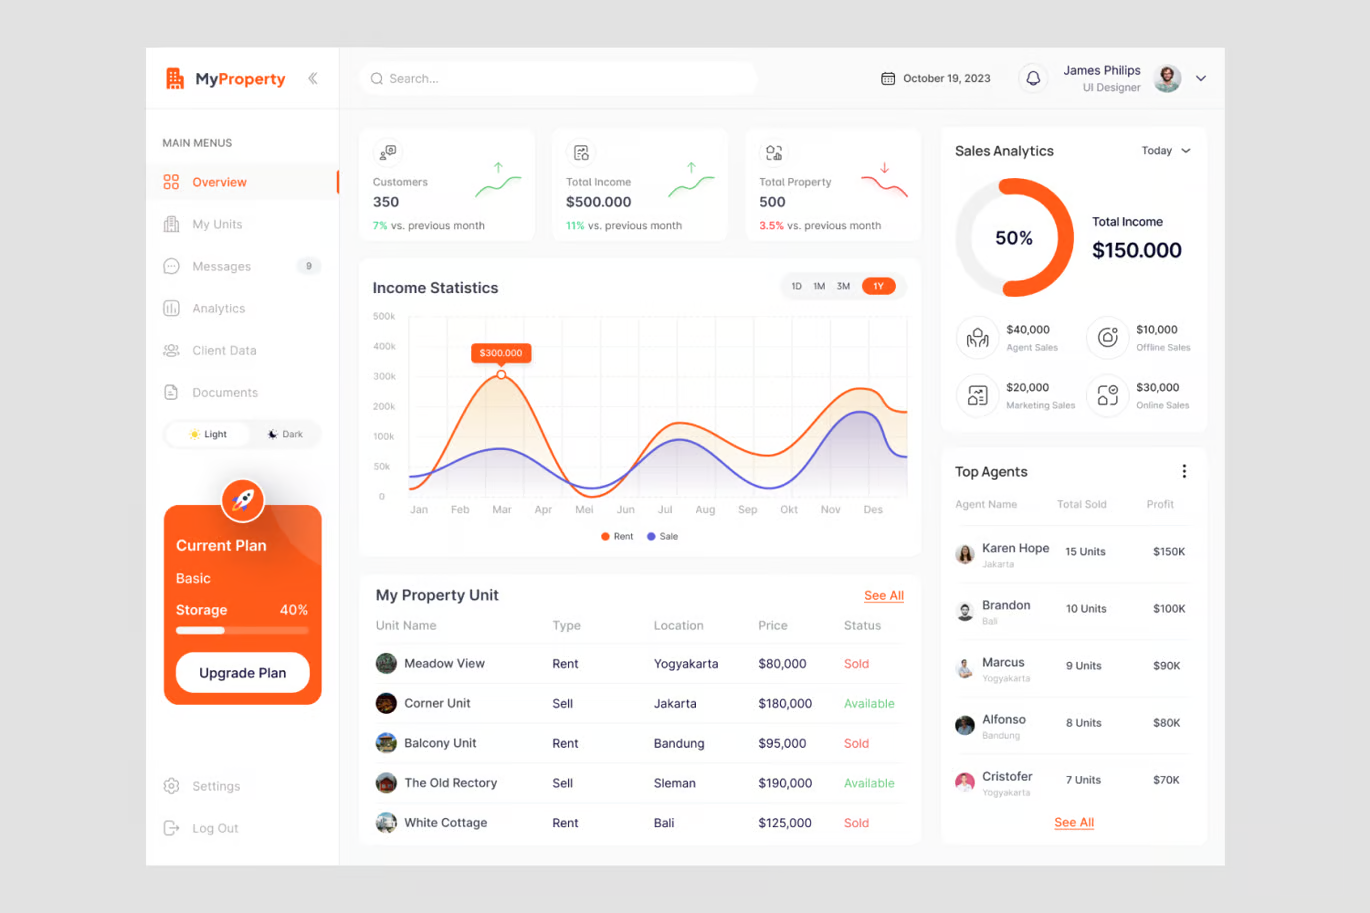 MyProperty
Search...
October 19, 2023
James Philips
UI Designer
MAIN MENUS
Overview
My Units
Messages 9
Analytics
Client Data
Documents
Light Dark
Current Plan
Basic
Storage 40%
Upgrade Plan
Settings
Log Out
Customers
350
7% vs. previous month
Total Income
$500.000
11% vs. previous month
Total Property
500
3.5% vs. previous month
Income Statistics
1D 1M 3M 1Y
500k
400k
300k
200k
100k
50k
0
$300.000
Jan Feb Mar Apr Mei Jun Jul Aug Sep Okt Nov Des
Rent Sale
My Property Unit See All
Unit Name Type Location Price Status
Meadow View Rent Yogyakarta $80,000 Sold
Corner Unit Sell Jakarta $180,000 Available
Balcony Unit Rent Bandung $95,000 Sold
The Old Rectory Sell Sleman $190,000 Available
White Cottage Rent Bali $125,000 Sold
Sales Analytics Today
50%
Total Income
$150.000
$40,000
Agent Sales
$10,000
Offline Sales
$20,000
Marketing Sales
$30,000
Online Sales
Top Agents
Agent Name Total Sold Profit
Karen Hope 15 Units $150K
Jakarta
Brandon 10 Units $100K
Bali
Marcus 9 Units $90K
Yogyakarta
Alfonso 8 Units $80K
Bandung
Cristofer 7 Units $70K
Yogyakarta
See All